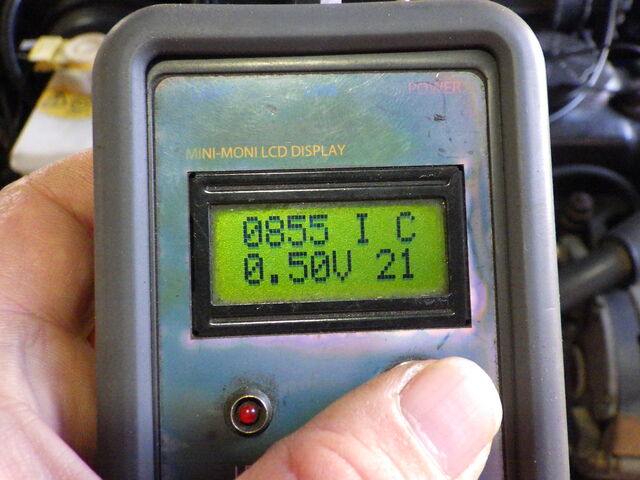 POWER
MINI-MONI LCD DISPLAY
0855 I C
0.50V 21